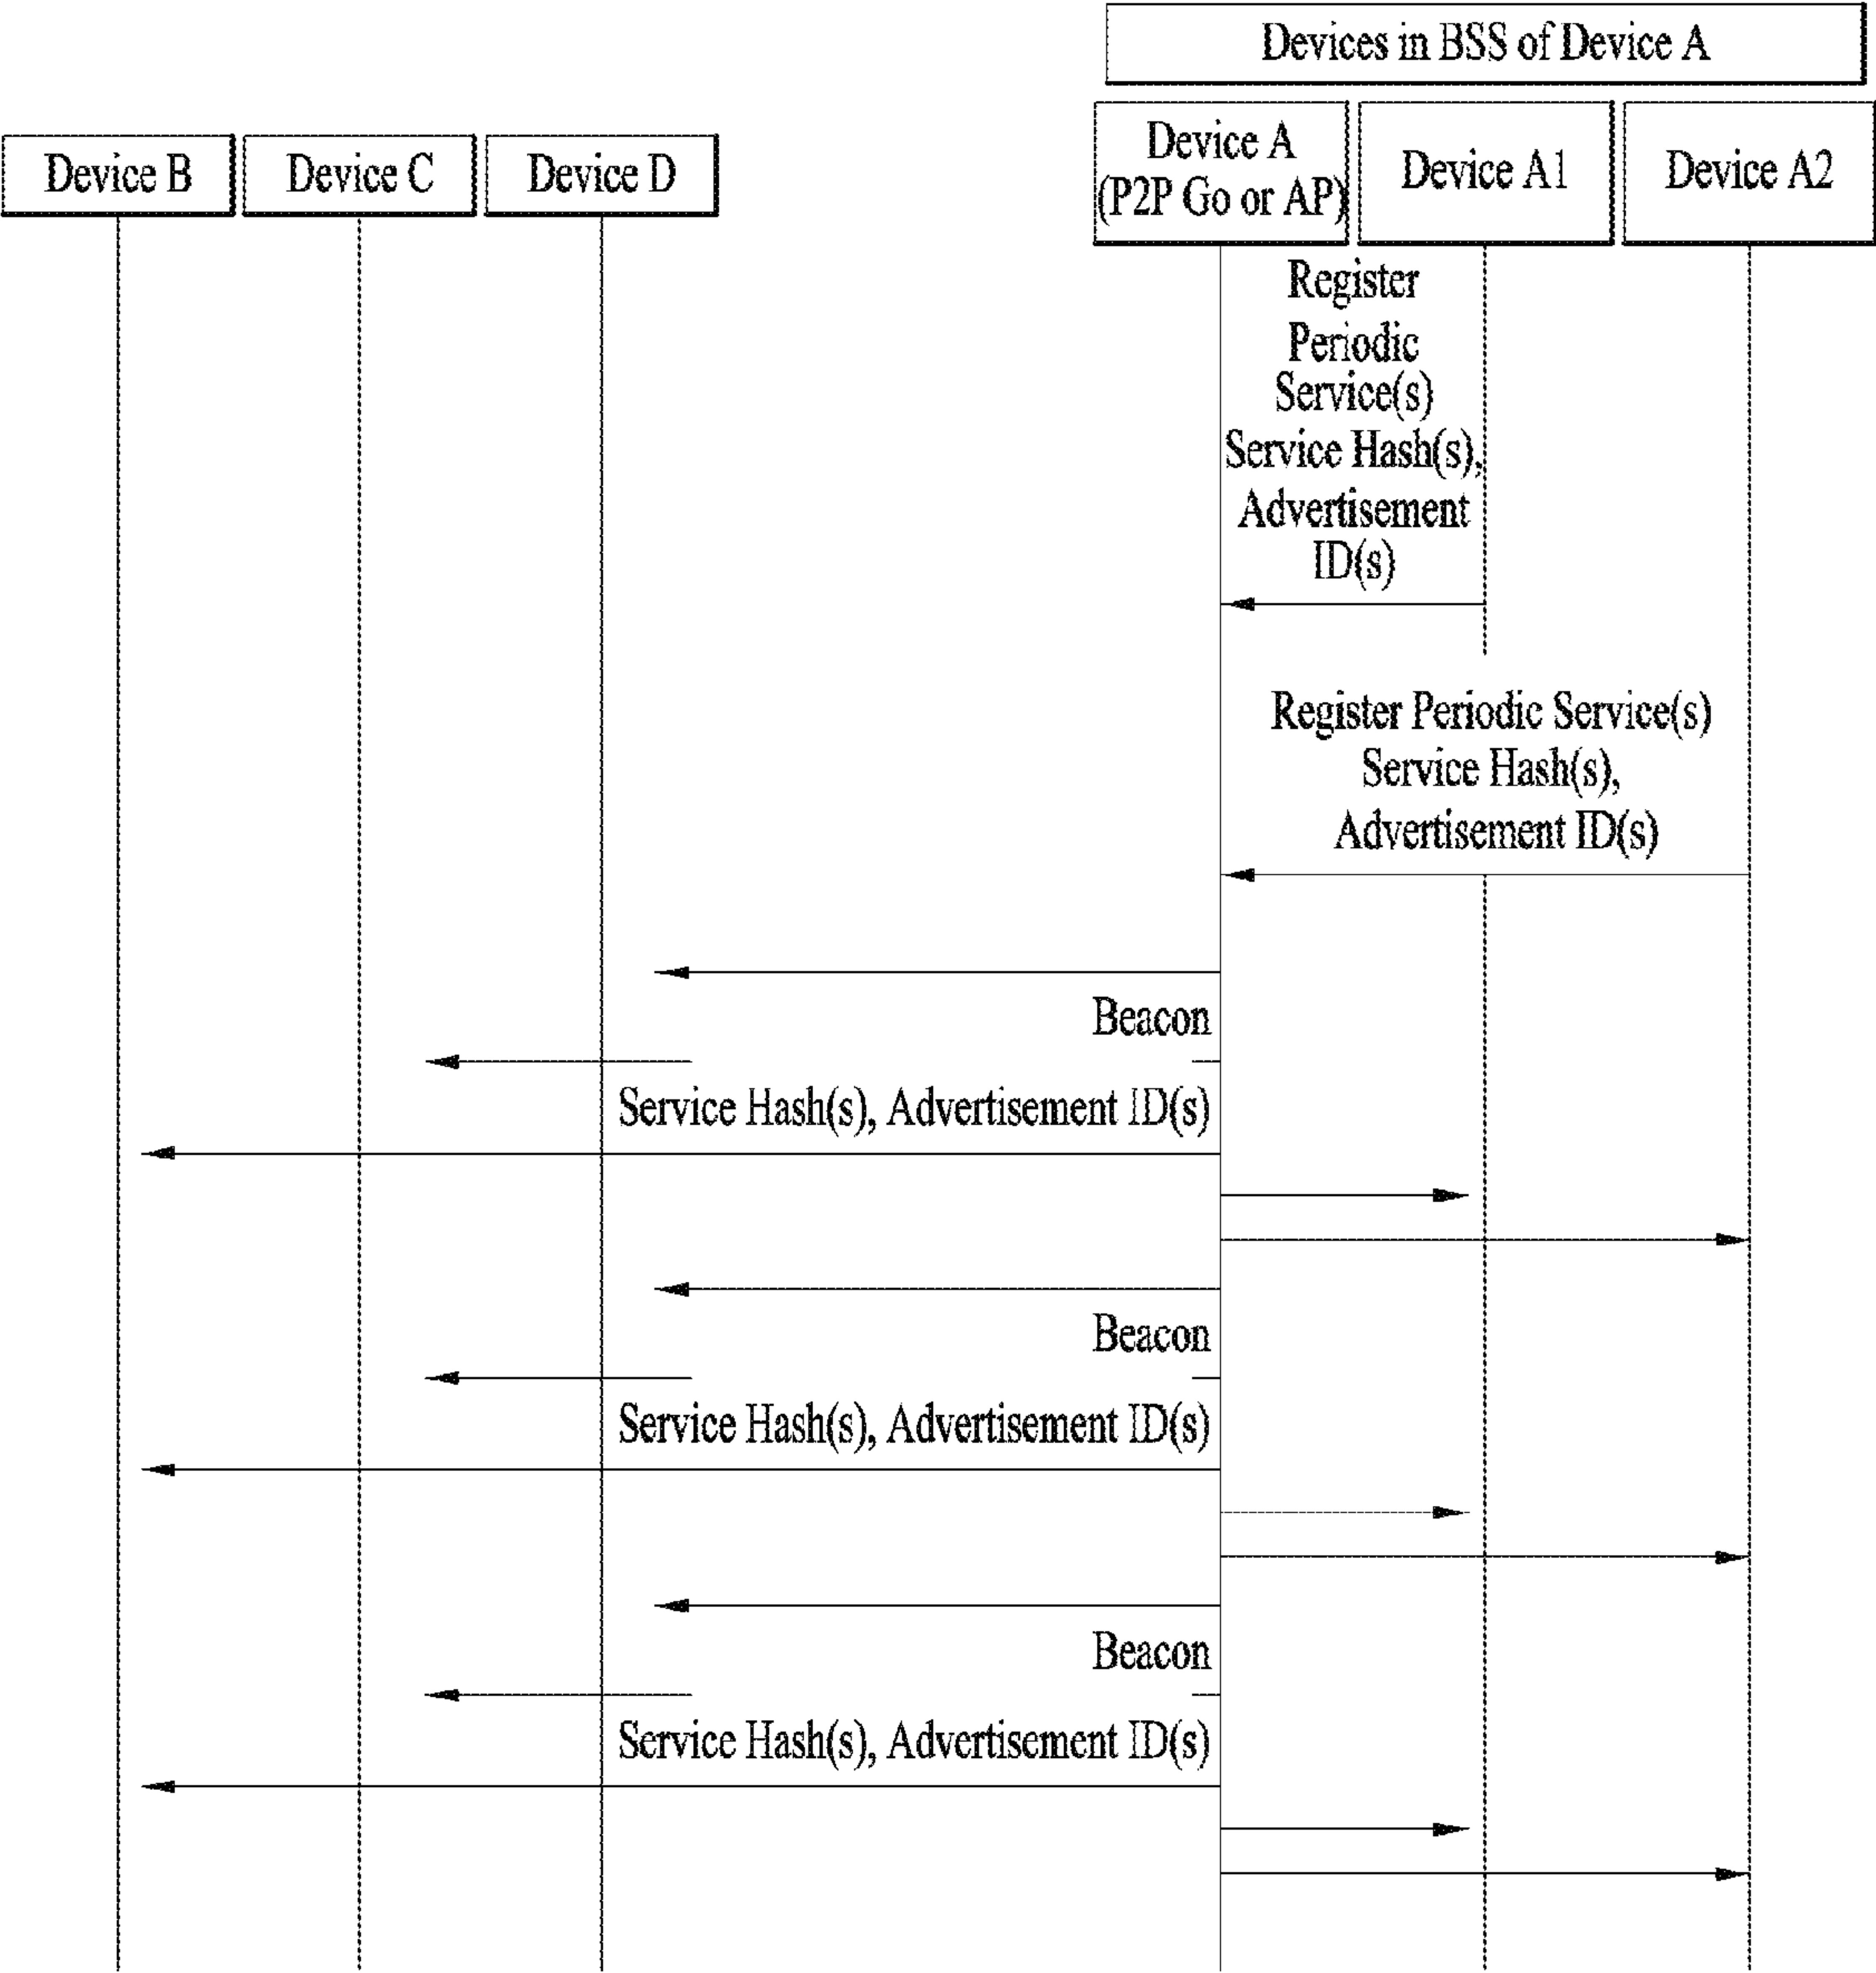 Devices in BSS of Device A
Device B
Device C
Device D
Device A
(P2P Go or AP)
Device A1
Device A2
Register
Periodic
Service(s)
Service Hash(s),
Advertisement
ID(s)
Register Periodic Service(s)
Service Hash(s),
Advertisement ID(s)
Beacon
Service Hash(s), Advertisement ID(s)
Beacon
Service Hash(s), Advertisement ID(s)
Beacon
Service Hash(s), Advertisement ID(s)